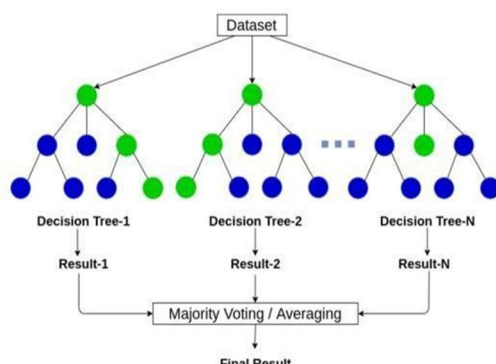 Dataset
Decision Tree-1 Decision Tree-2 Decision Tree-N
Result-1 Result-2 Result-N
Majority Voting / Averaging
Final Result